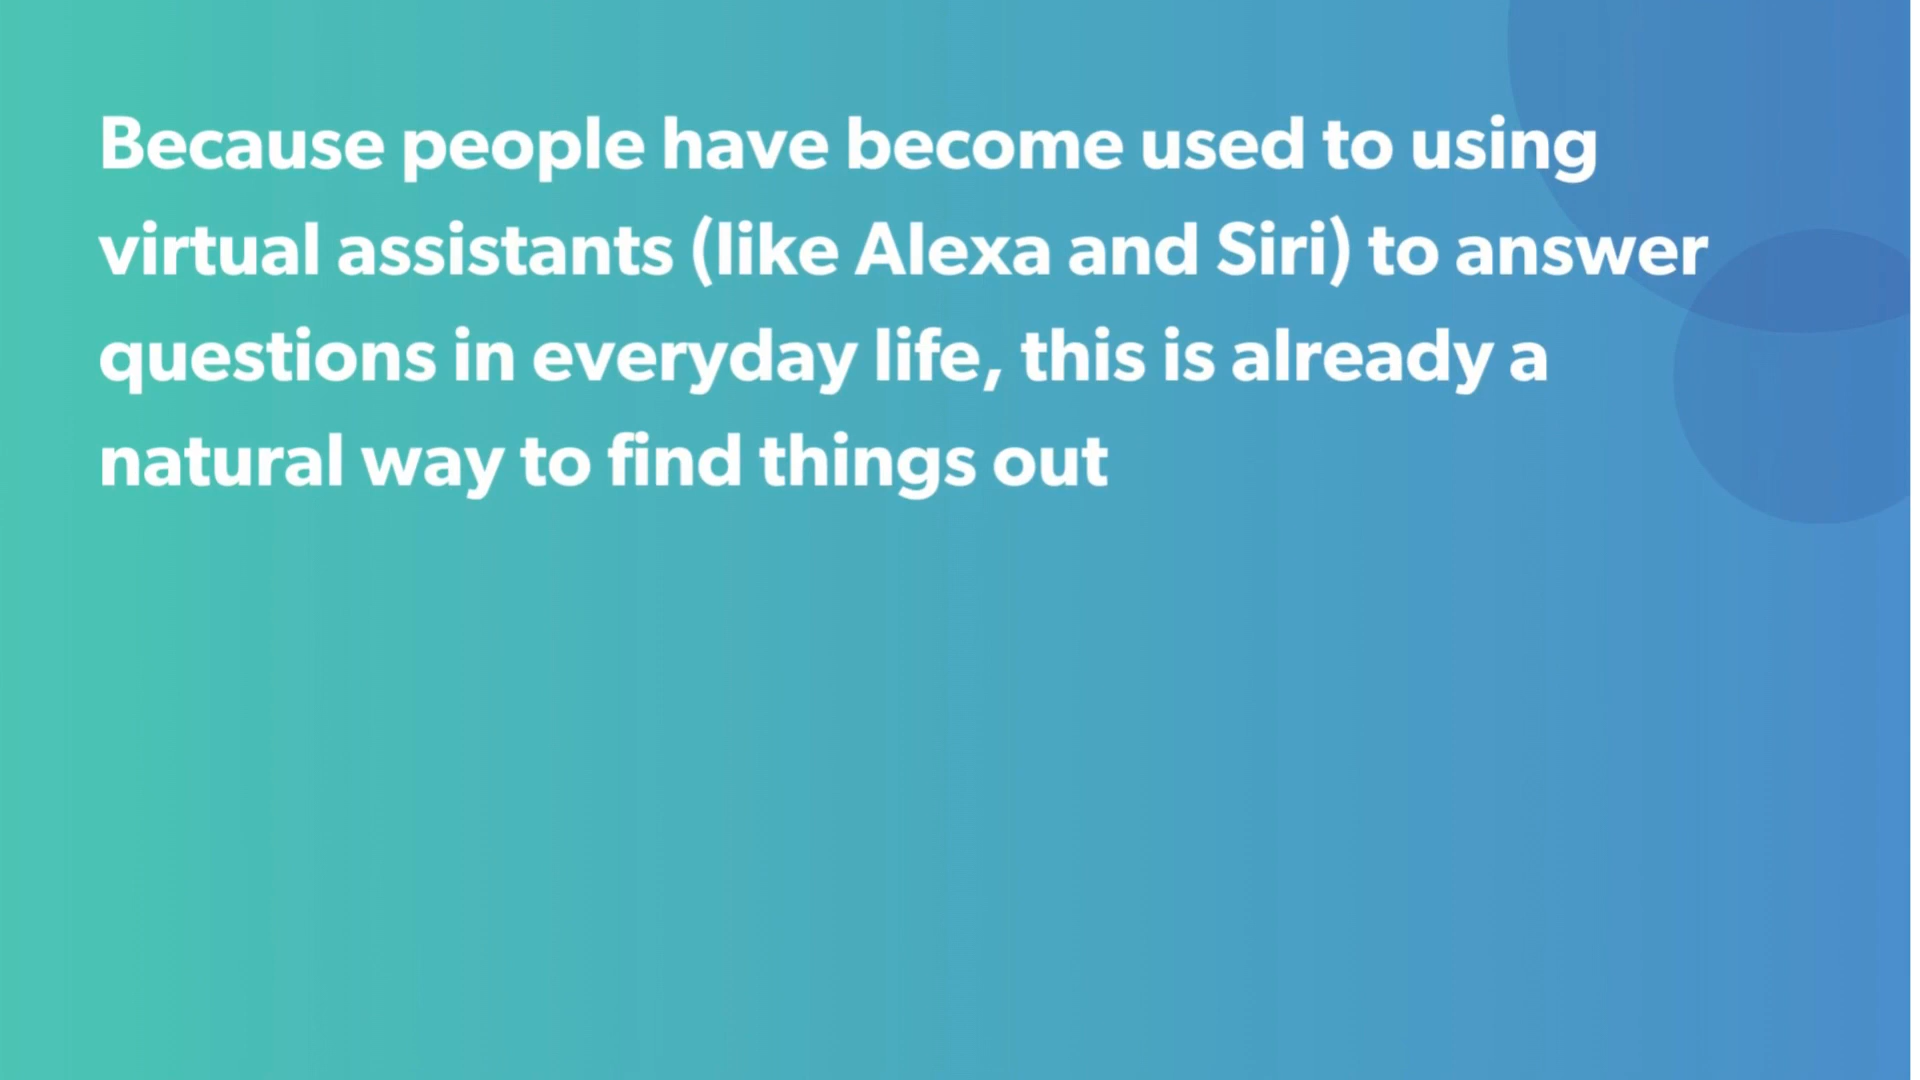 Because people have become used to using
virtual assistants (like Alexa and Siri) to answer
questions in everyday life, this is already a
natural way to find things out